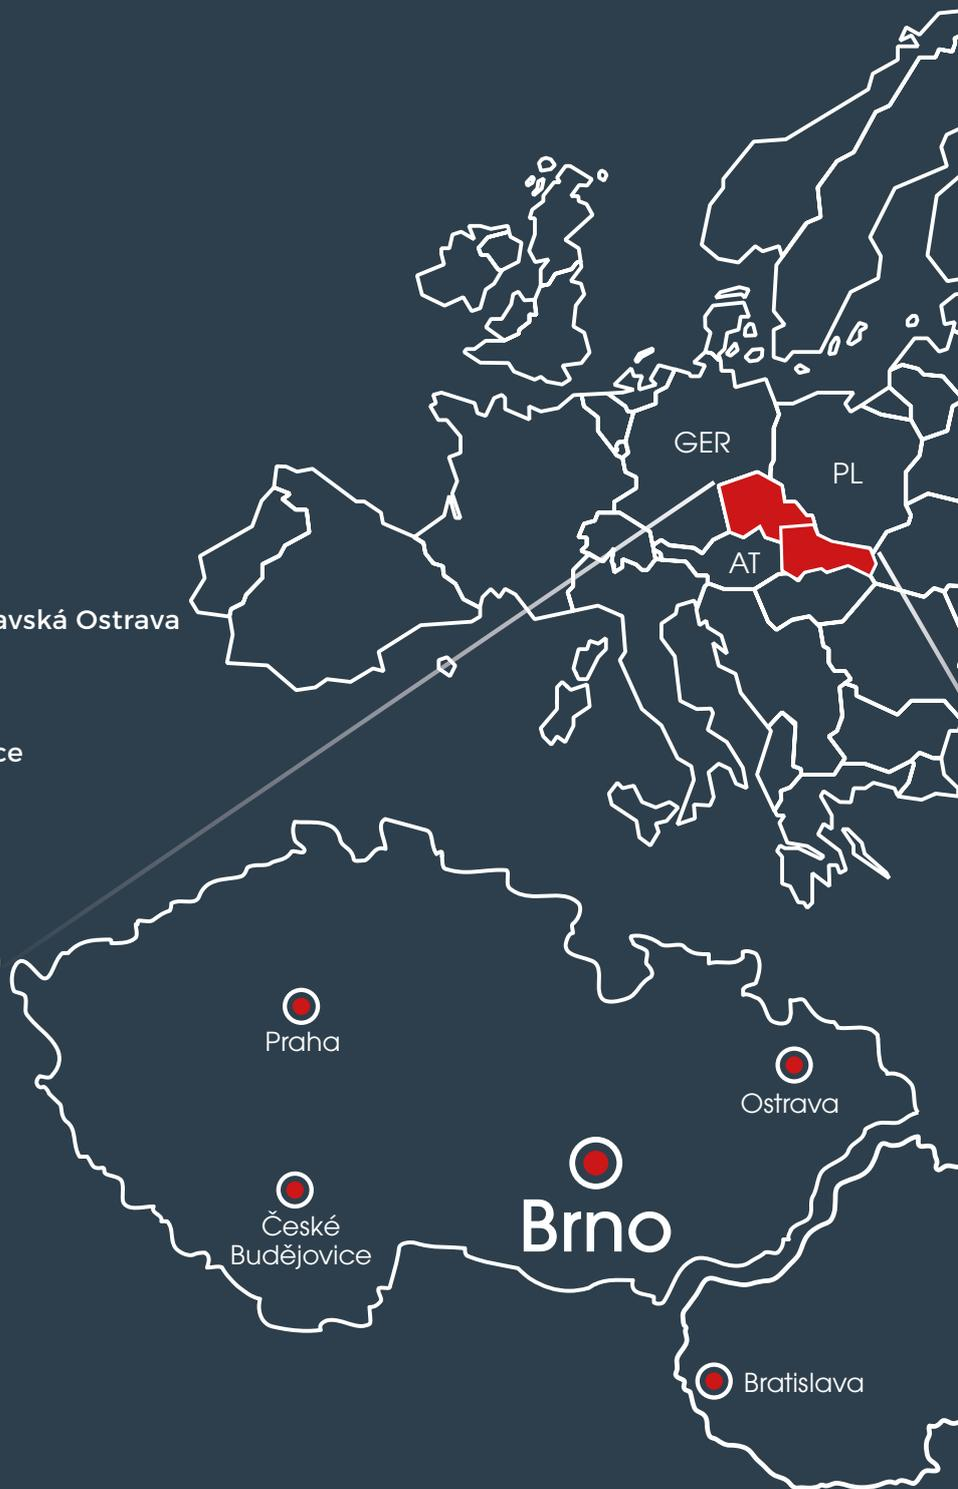 GER
PL
AT
avská Ostrava
ce
Praha
Ostrava
Brno
České
Budějovice
Bratislava